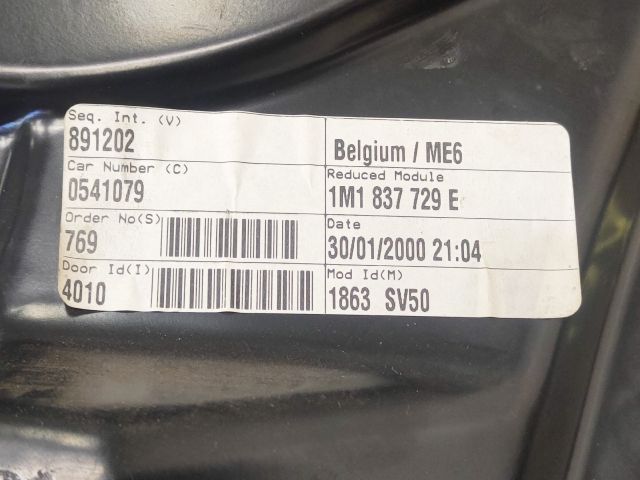 Seq. Int. (V)
891202
Belgium / ME6
Car Number (C)
0541079
Reduced Module
1M1 837 729 E
Order No(S)
769
Date
30/01/2000 21:04
Door Id(I)
4010
Mod Id(M)
1863 SV50